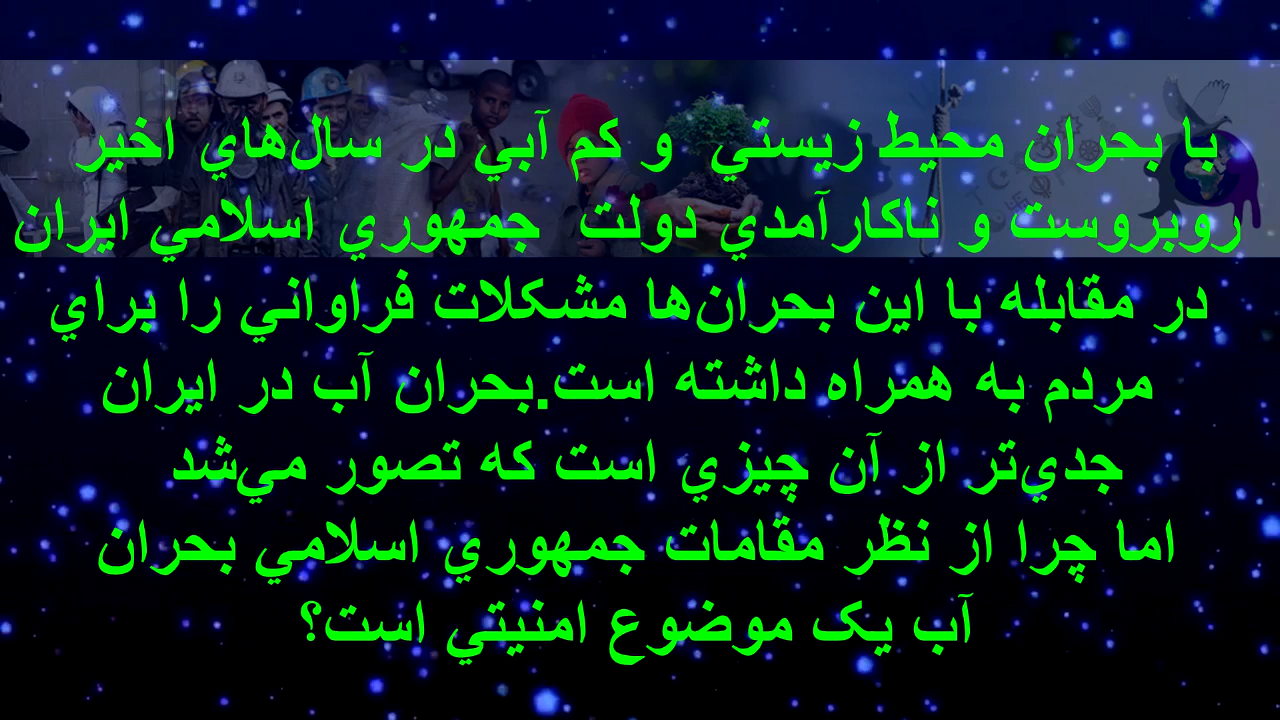 با بحران محيط زيستي و کم آبي در سال‌هاي اخير
روبروست و ناکارآمدي دولت جمهوري اسلامي ايران
در مقابله با اين بحران‌ها مشکلات فراواني را براي
مردم به همراه داشته است.بحران آب در ايران
جدي‌تر از آن چيزي است که تصور مي‌شد
اما چرا از نظر مقامات جمهوري اسلامي بحران
آب يک موضوع امنيتي است؟